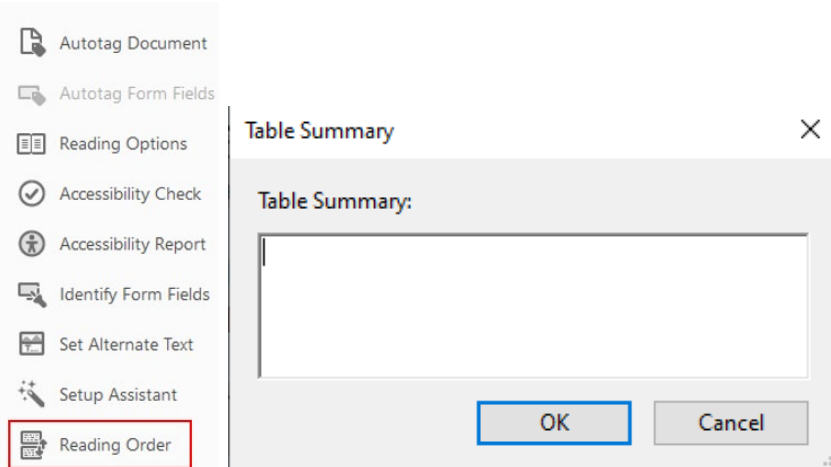 Autotag Document
Autotag Form Fields
Reading Options
Accessibility Check
Accessibility Report
Identify Form Fields
Set Alternate Text
Setup Assistant
Reading Order
Table Summary
Table Summary:
OK
Cancel